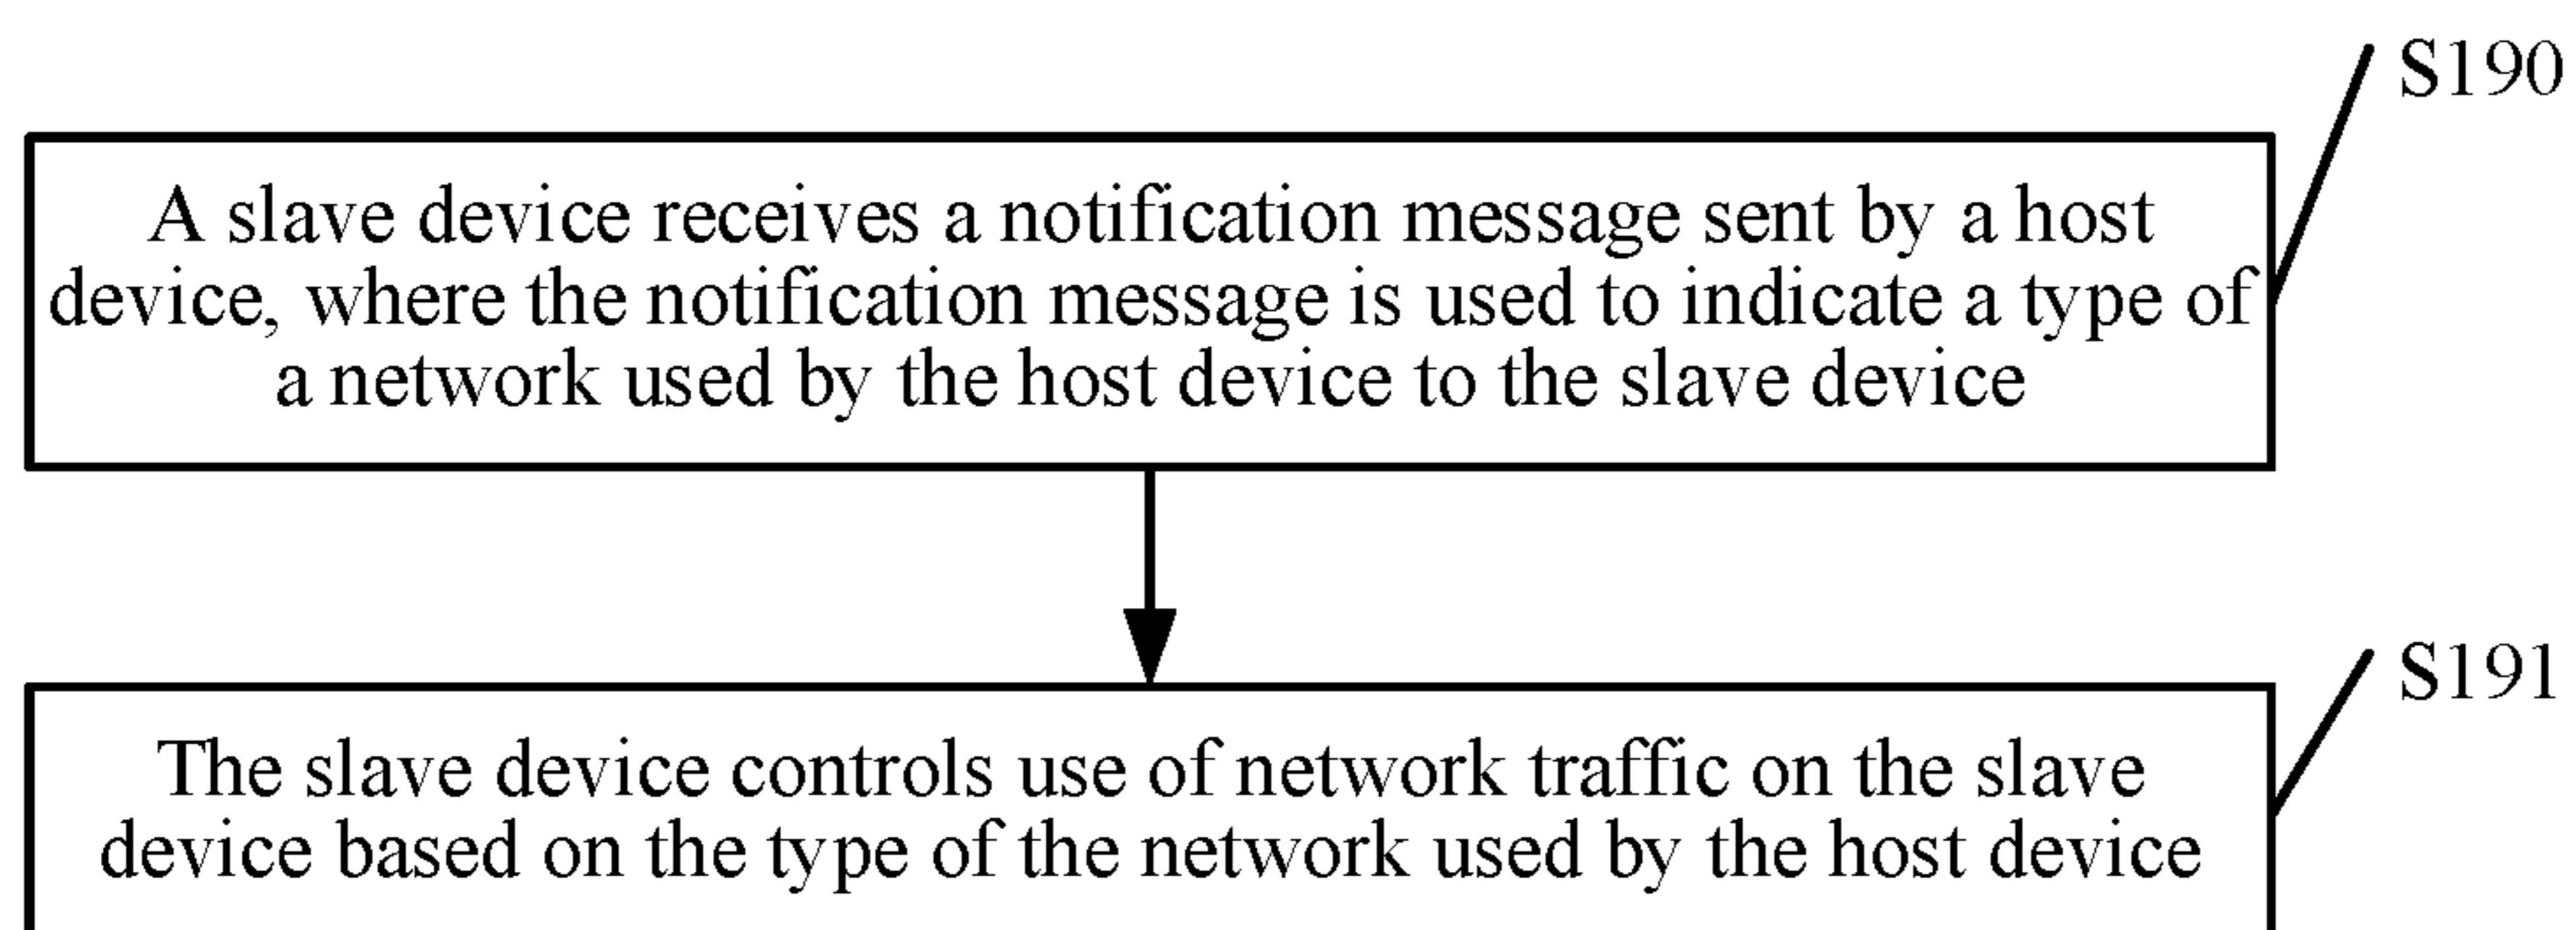 S190
A slave device receives a notification message sent by a host
device, where the notification message is used to indicate a type of
a network used by the host device to the slave device
S191
The slave device controls use of network traffic on the slave
device based on the type of the network used by the host device